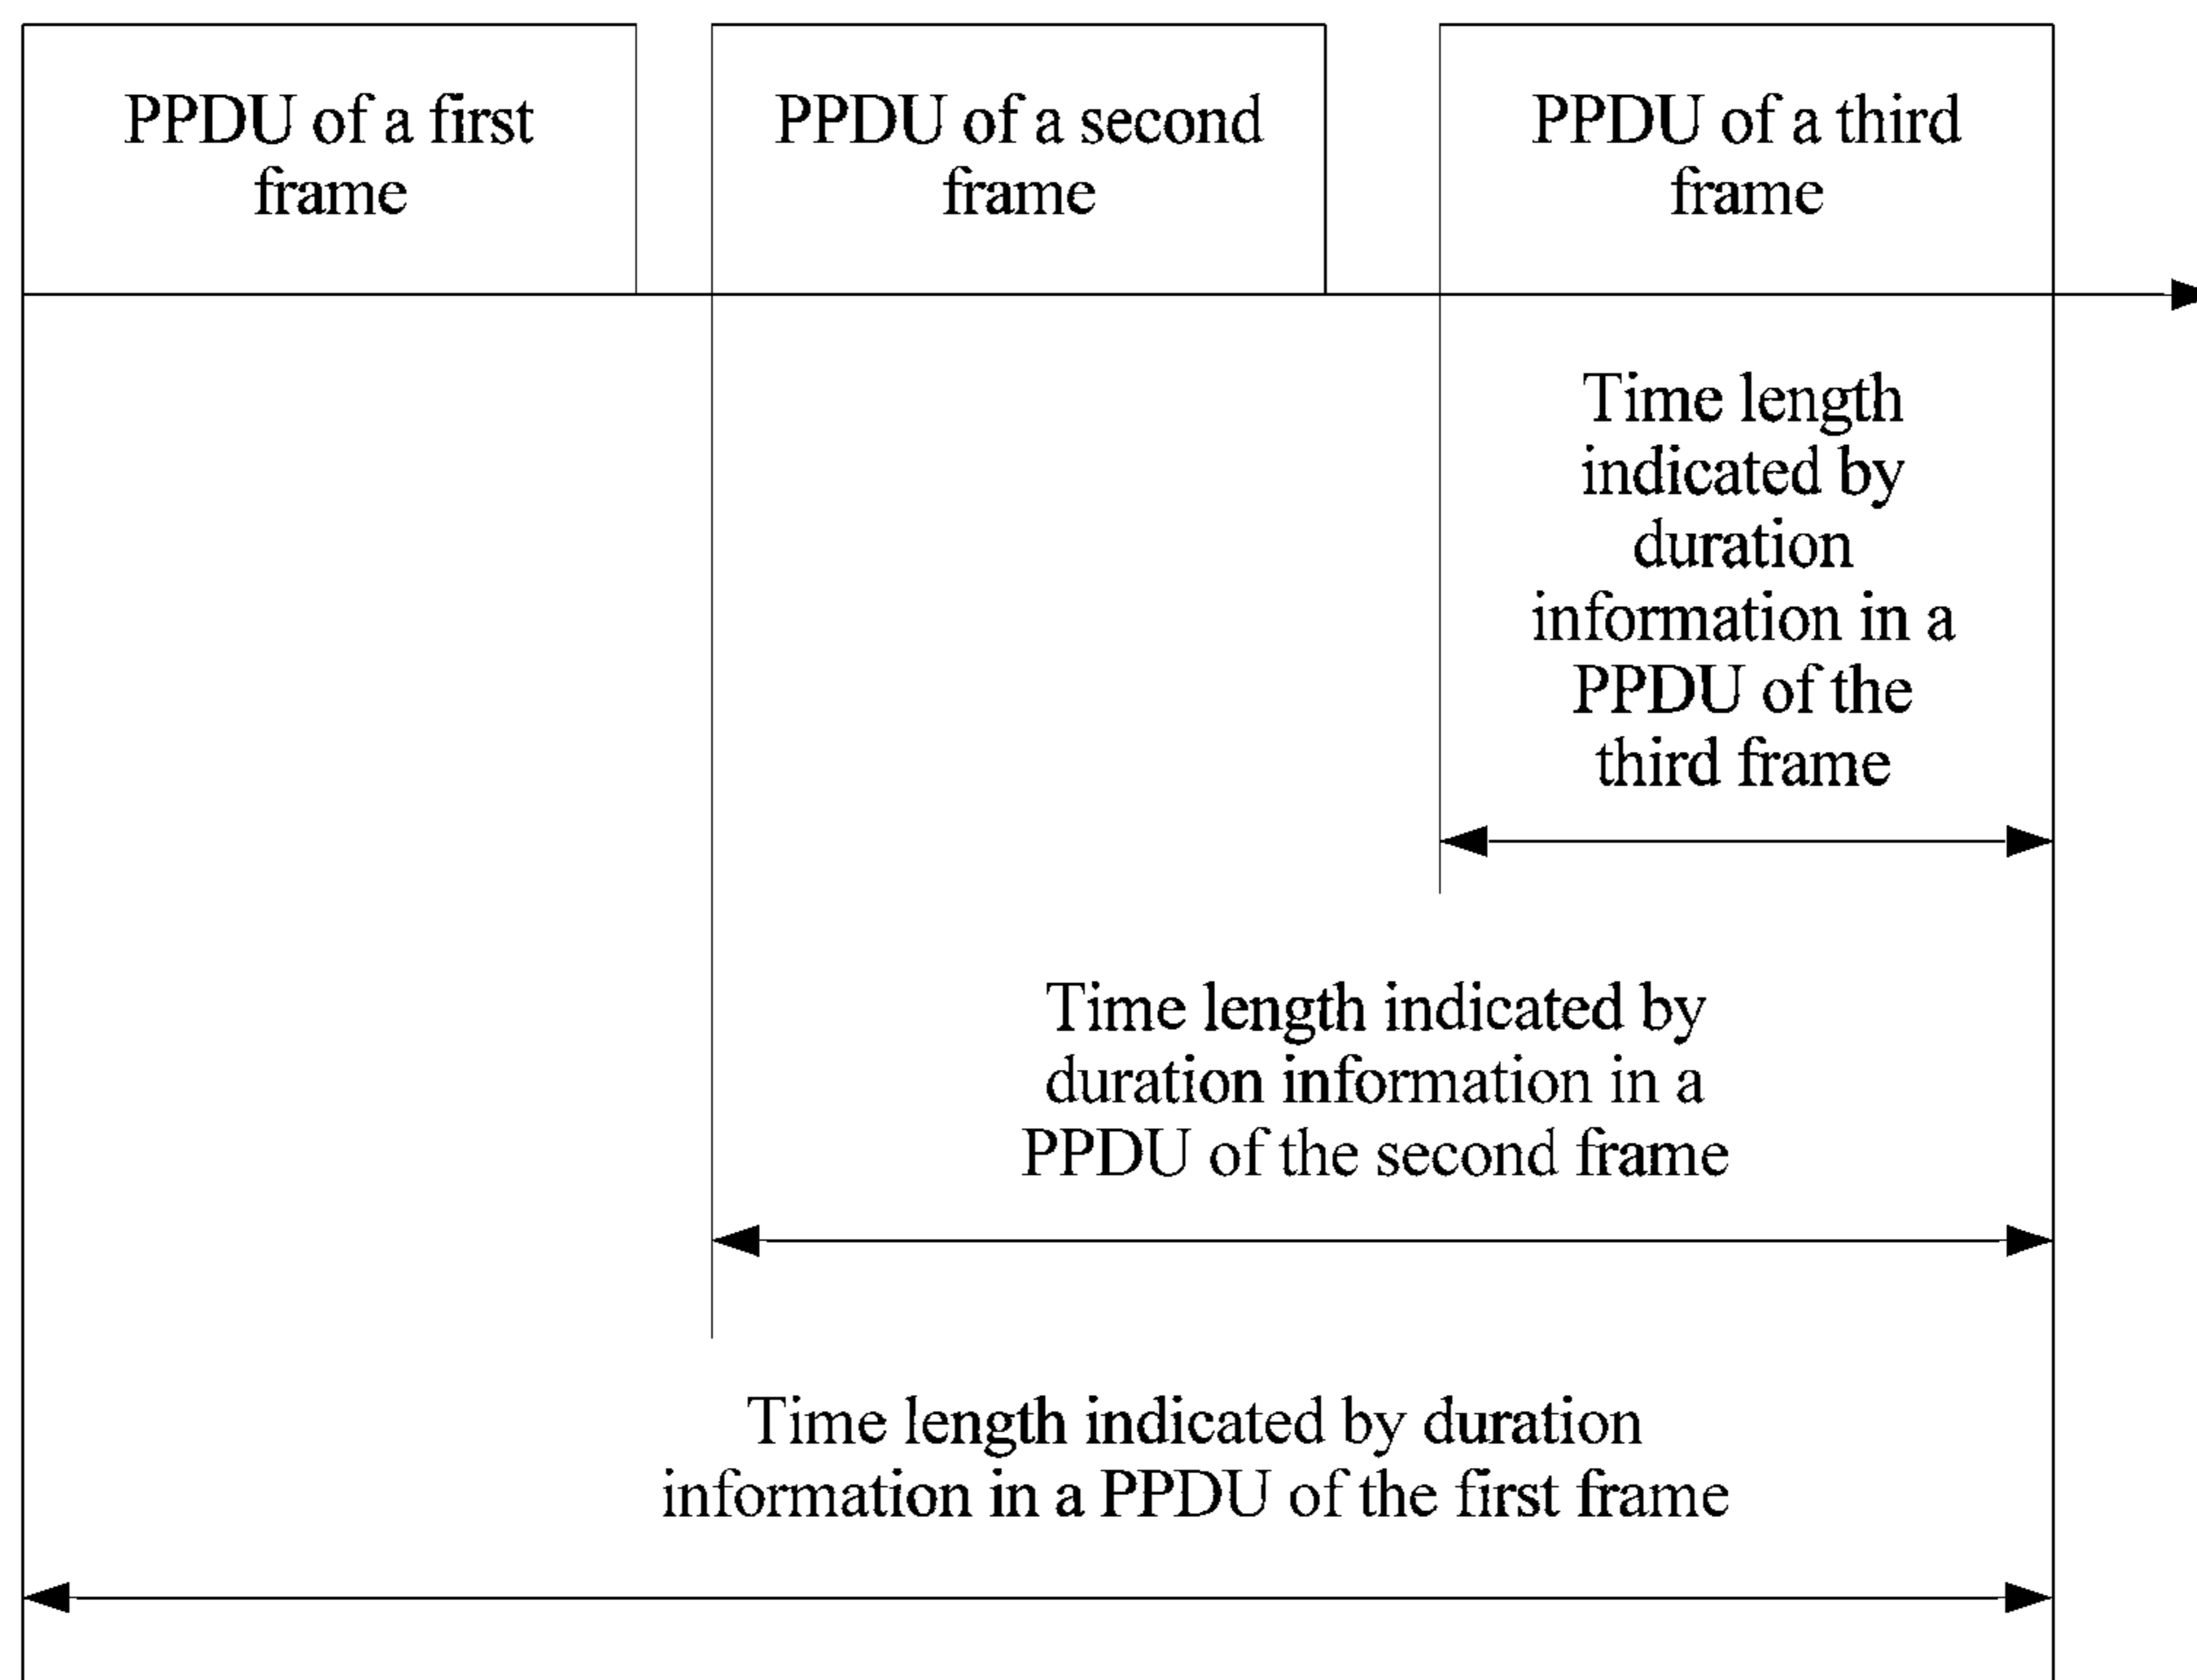 PPDU of a first
frame
PPDU of a second
frame
PPDU of a third
frame
Time length
indicated by
duration
information in a
PPDU of the
third frame
Time length indicated by
duration information in a
PPDU of the second frame
Time length indicated by duration
information in a PPDU of the first frame